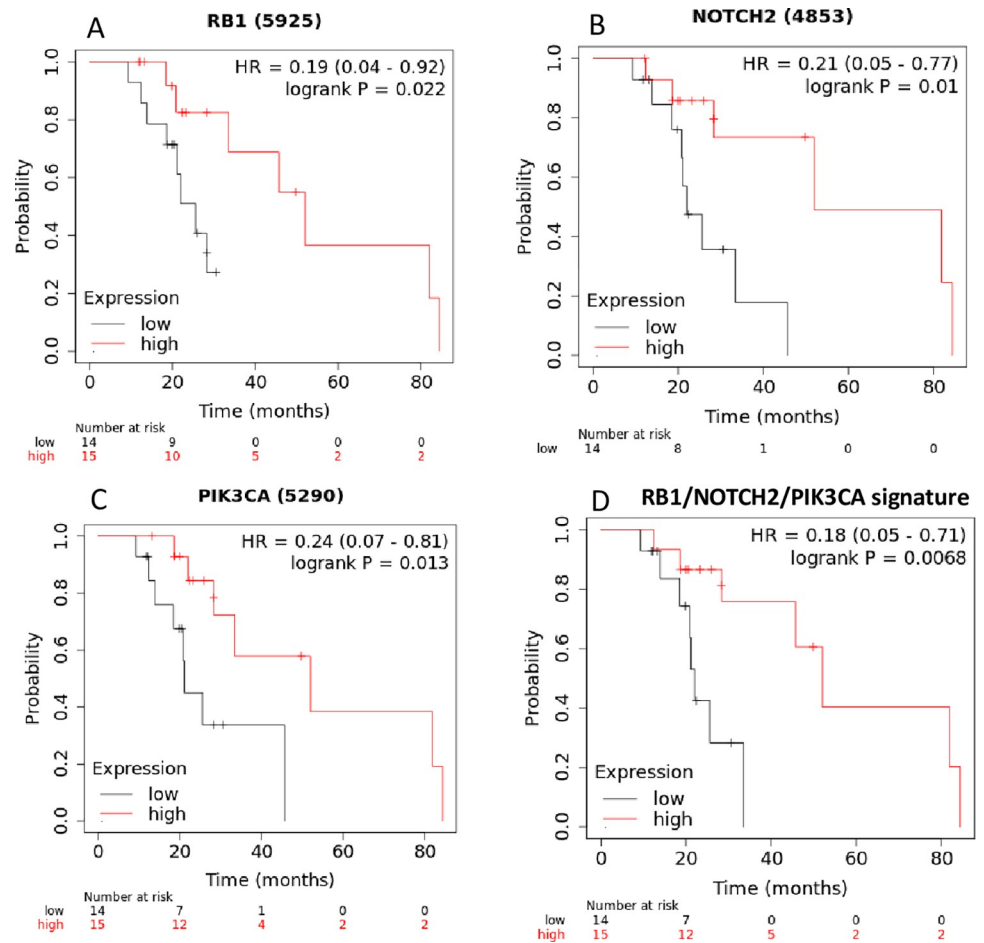 A
RB1 (5925)
HR = 0.19 (0.04 - 0.92)
logrank P = 0.022
Probability
1.0
0.8
0.6
0.4
0.2
0.0
Expression
low
high
0 20 40 60 80
Time (months)
Number at risk
low 14 9 0 0 0
high 15 10 5 2 2
B
NOTCH2 (4853)
HR = 0.21 (0.05 - 0.77)
logrank P = 0.01
Probability
1.0
0.8
0.6
0.4
0.2
0.0
Expression
low
high
0 20 40 60 80
Time (months)
Number at risk
low 14 8 1 0 0
C
PIK3CA (5290)
HR = 0.24 (0.07 - 0.81)
logrank P = 0.013
Probability
1.0
0.8
0.6
0.4
0.2
0.0
Expression
low
high
0 20 40 60 80
Time (months)
Number at risk
low 14 7 1 0 0
high 15 12 4 2 2
D
RB1/NOTCH2/PIK3CA signature
HR = 0.18 (0.05 - 0.71)
logrank P = 0.0068
Probability
1.0
0.8
0.6
0.4
0.2
0.0
Expression
low
high
0 20 40 60 80
Time (months)
Number at risk
low 14 7 0 0 0
high 15 12 5 2 2